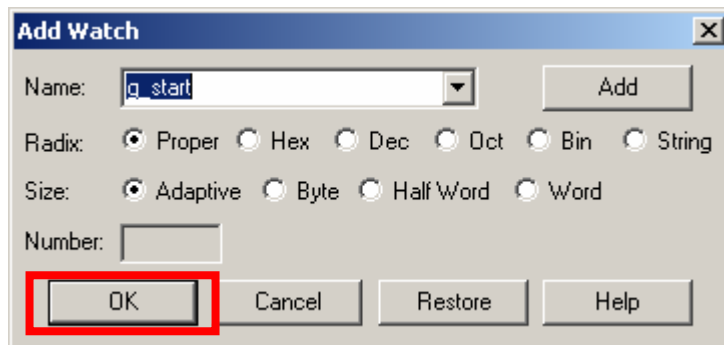 Add Watch
Name: g_start Add
Radix: Proper Hex Dec Oct Bin String
Size: Adaptive Byte Half Word Word
Number:
OK Cancel Restore Help